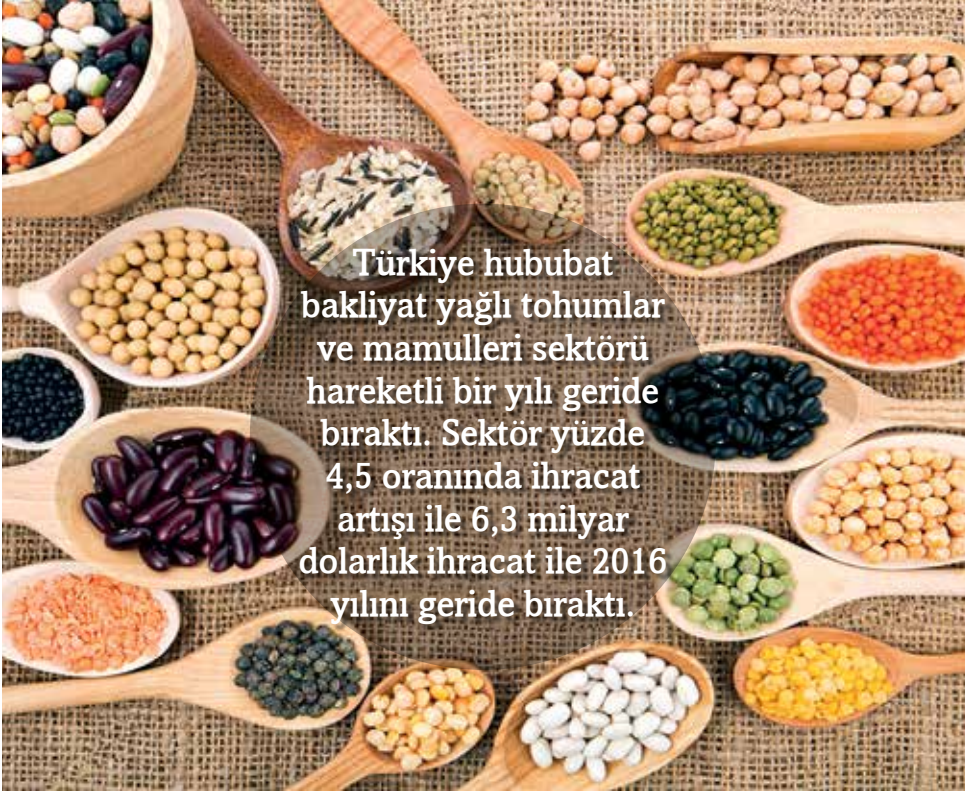 Türkiye hububat
bakliyat yağlı tohumlar
ve mamulleri sektörü
hareketli bir yılı geride
bıraktı. Sektör yüzde
4,5 oranında ihracat
artışı ile 6,3 milyar
dolarlık ihracat ile 2016
yılını geride bıraktı.